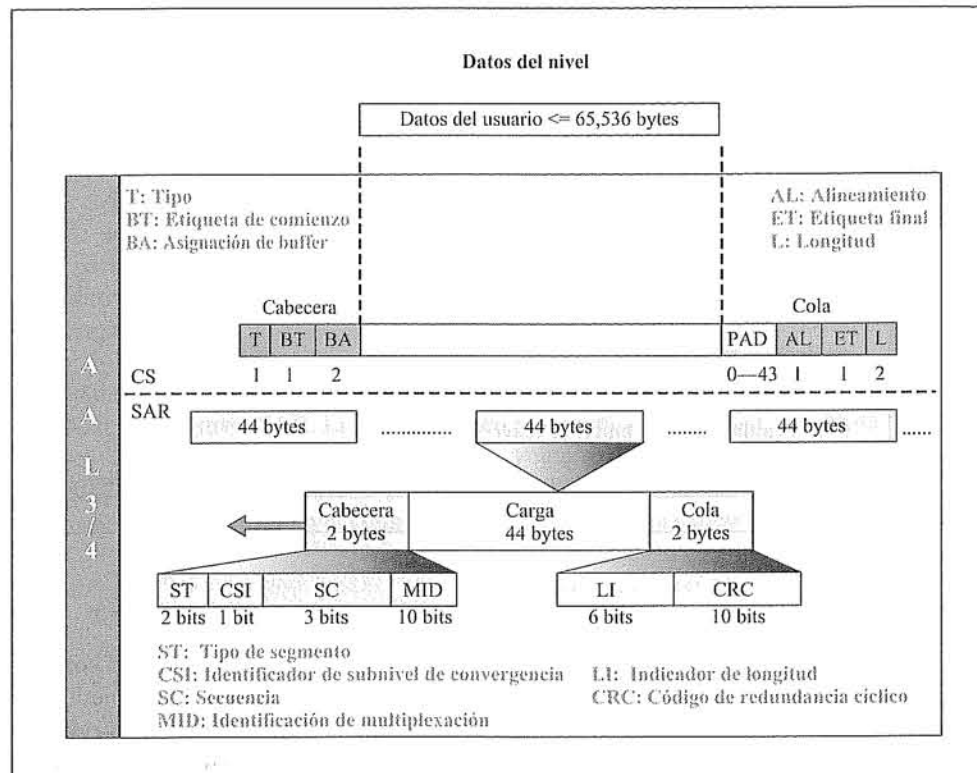 Datos del nivel
Datos del usuario <= 65,536 bytes
T: Tipo
BT: Etiqueta de comienzo
BA: Asignación de buffer
AL: Alineamiento
ET: Etiqueta final
L: Longitud
Cabecera
Cola
T BT BA
PAD AL ET L
CS
1 1 2
0—43 1 1 2
SAR
44 bytes .............. 44 bytes ........ 44 bytes ......
AAL3/4
Cabecera
2 bytes
Carga
44 bytes
Cola
2 bytes
ST CSI SC MID
2 bits 1 bit 3 bits 10 bits
LI CRC
6 bits 10 bits
ST: Tipo de segmento
CSI: Identificador de subnivel de convergencia
SC: Secuencia
MID: Identificación de multiplexación
LI: Indicador de longitud
CRC: Código de redundancia cíclico